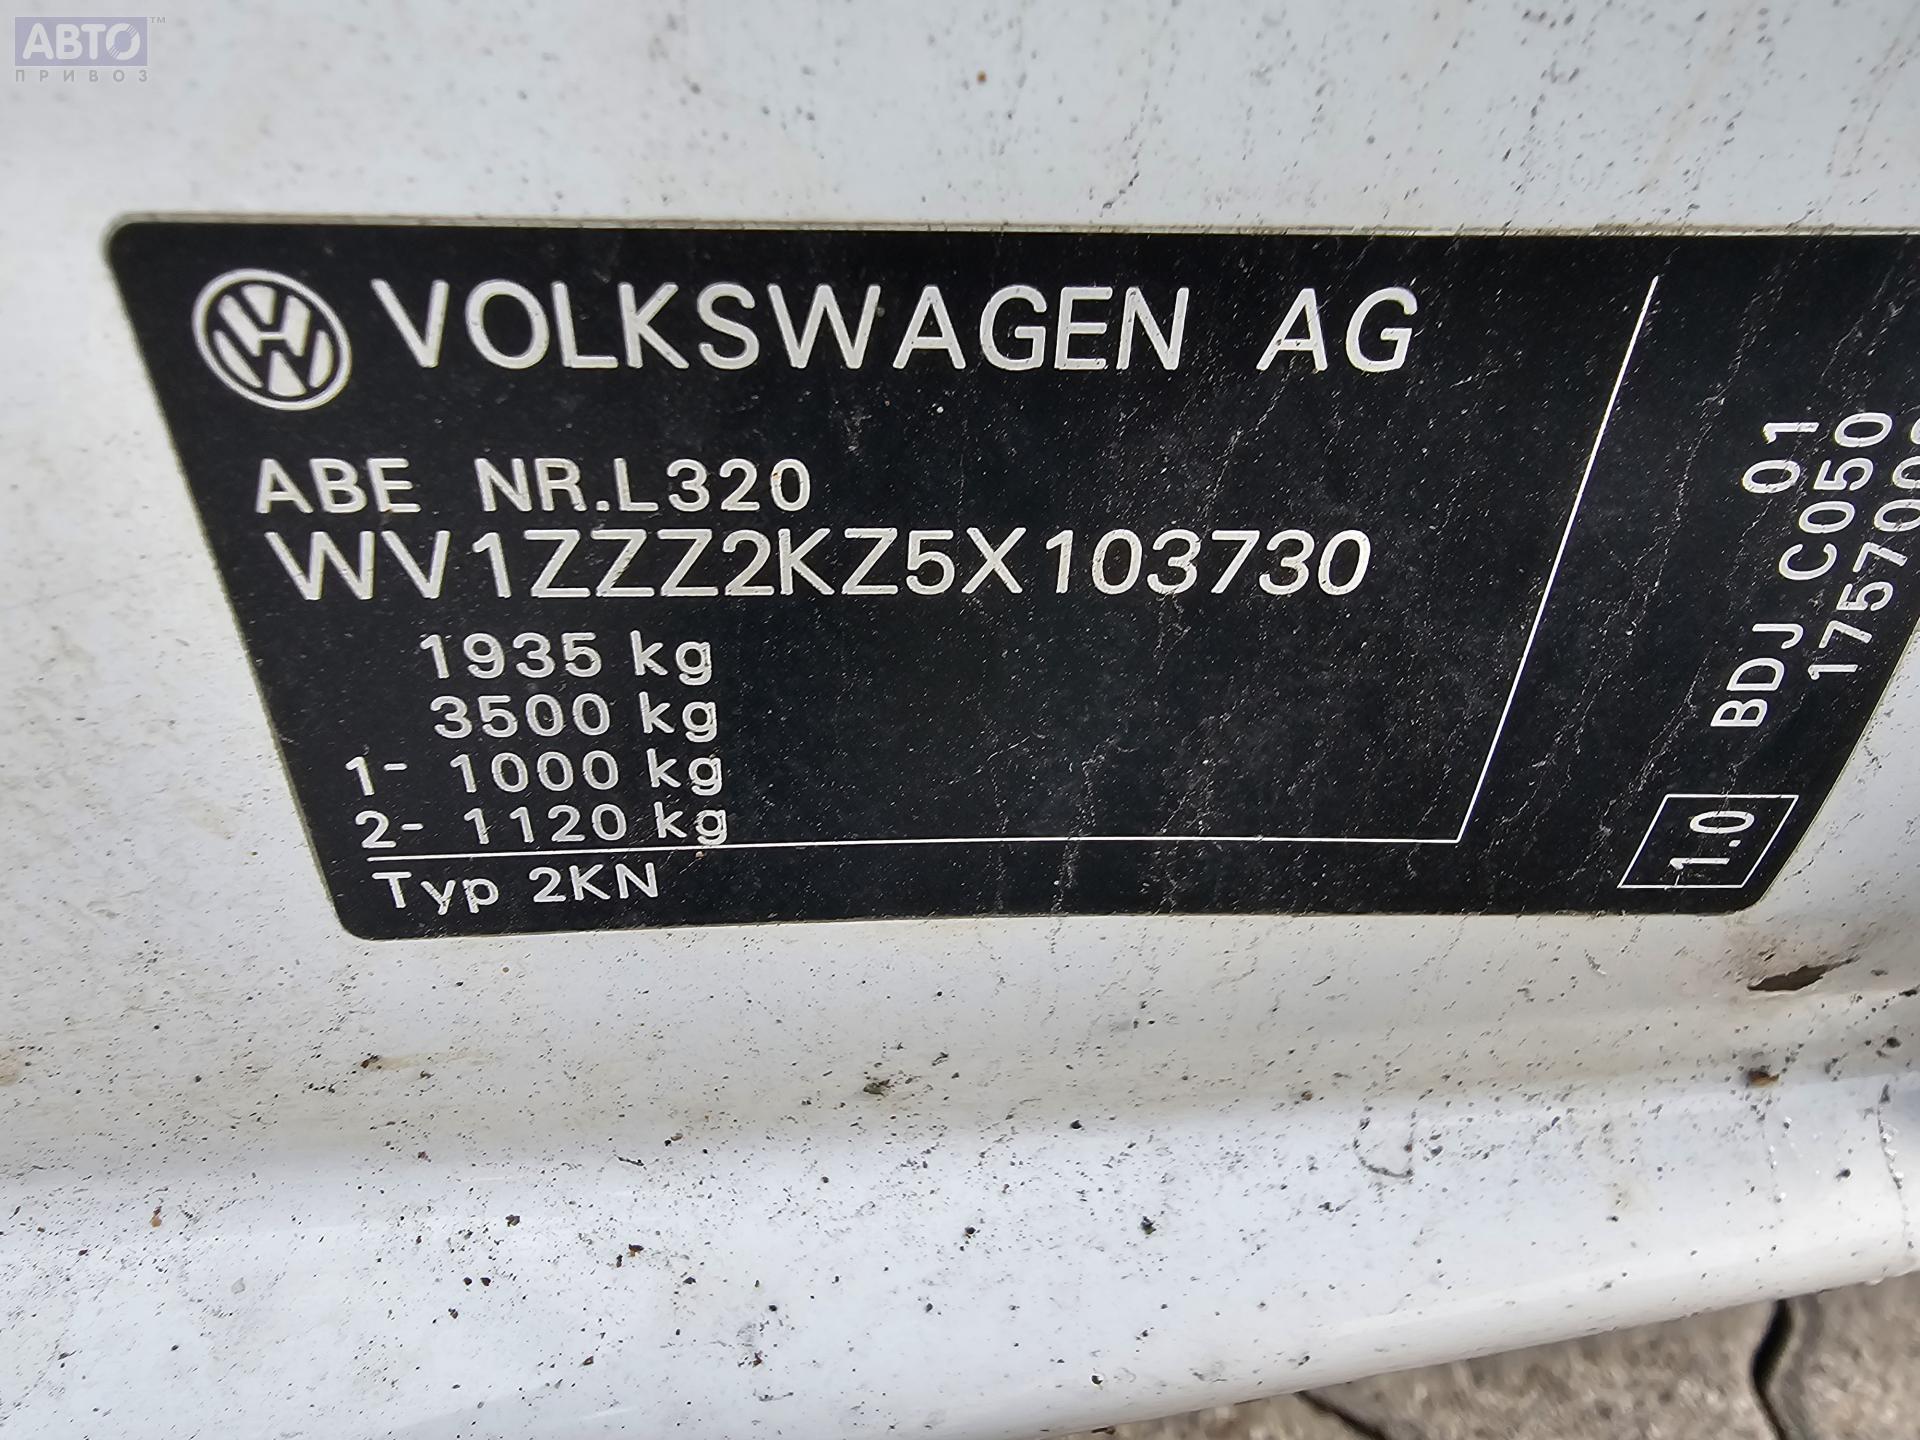 АВТО™
ПРИВОЗ
VOLKSWAGEN AG
ABE NR.L320
WV1ZZZ2KZ5X103730
1935 kg
3500 kg
1- 1000 kg
2- 1120 kg
Typ 2KN
01
BDJ C050
1.0